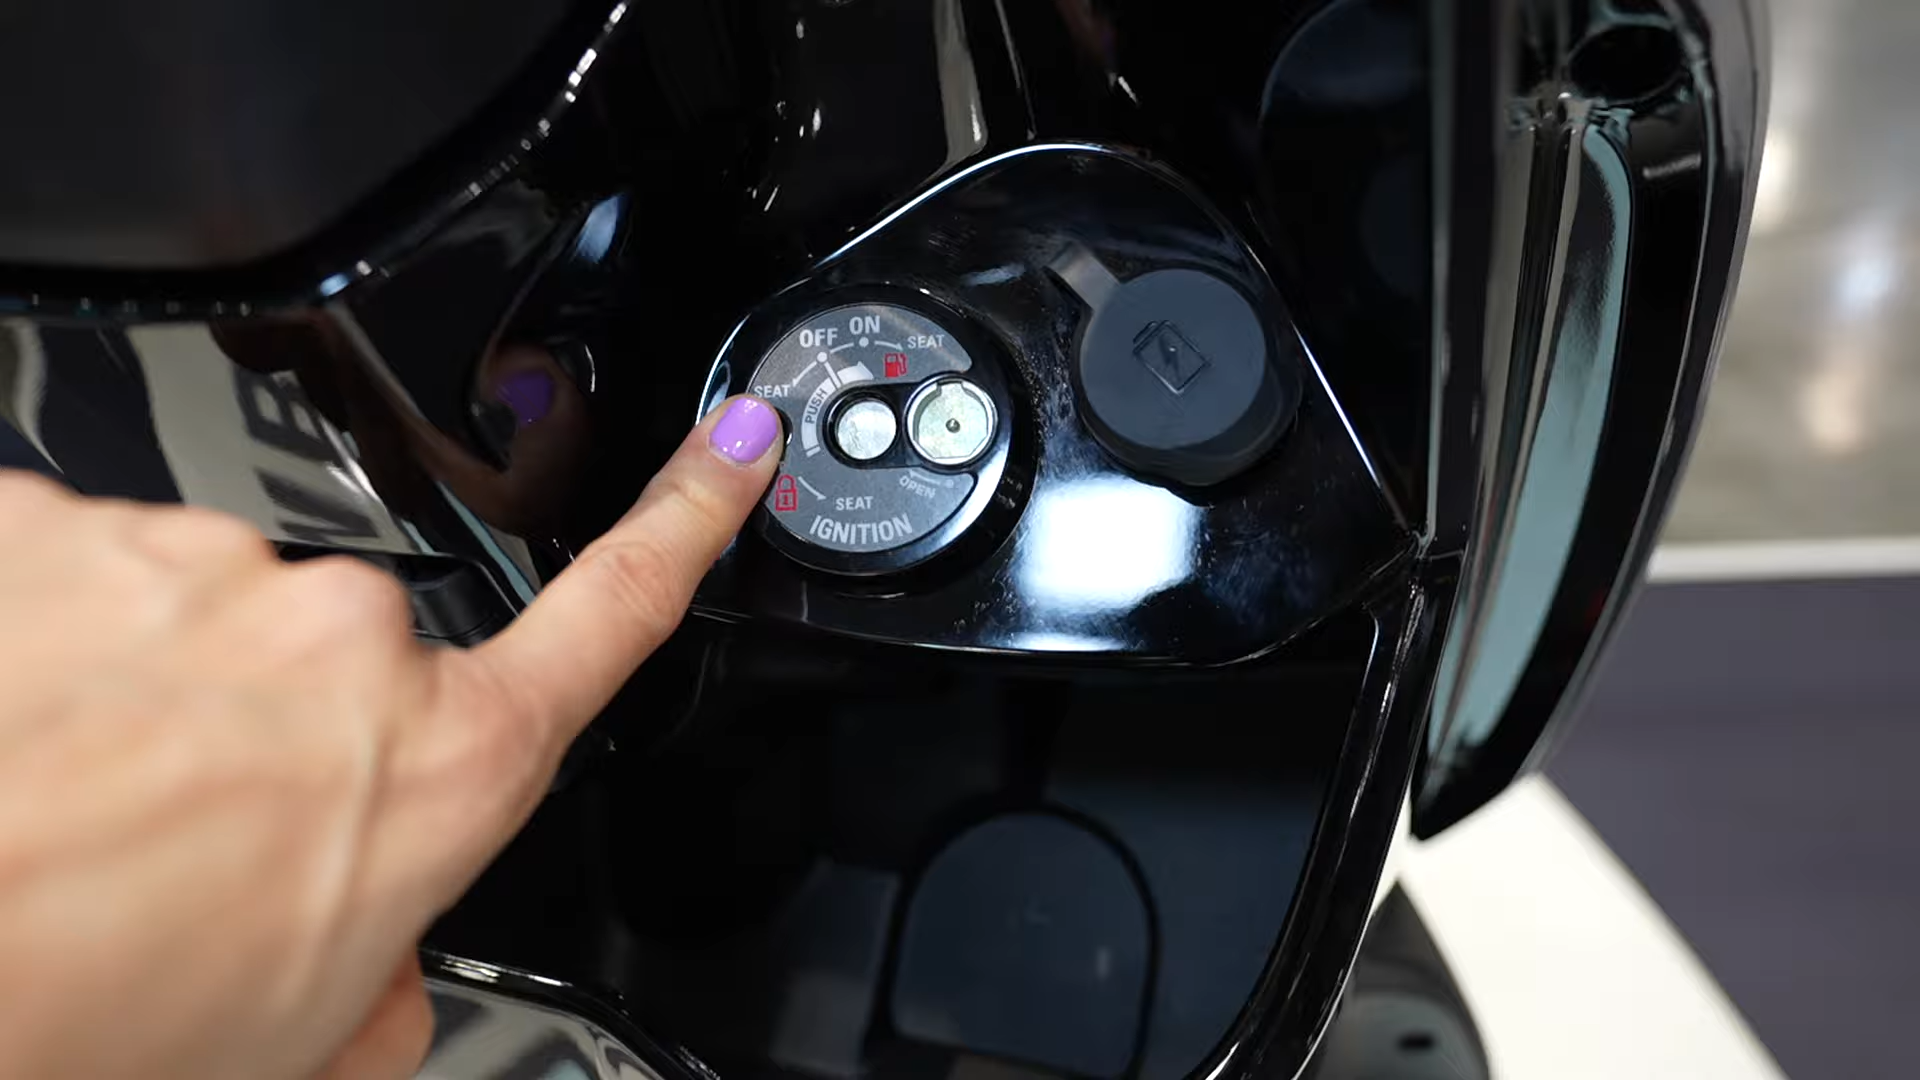 OFF ON
SEAT
SEAT
PUSH
OPEN
SEAT
IGNITION